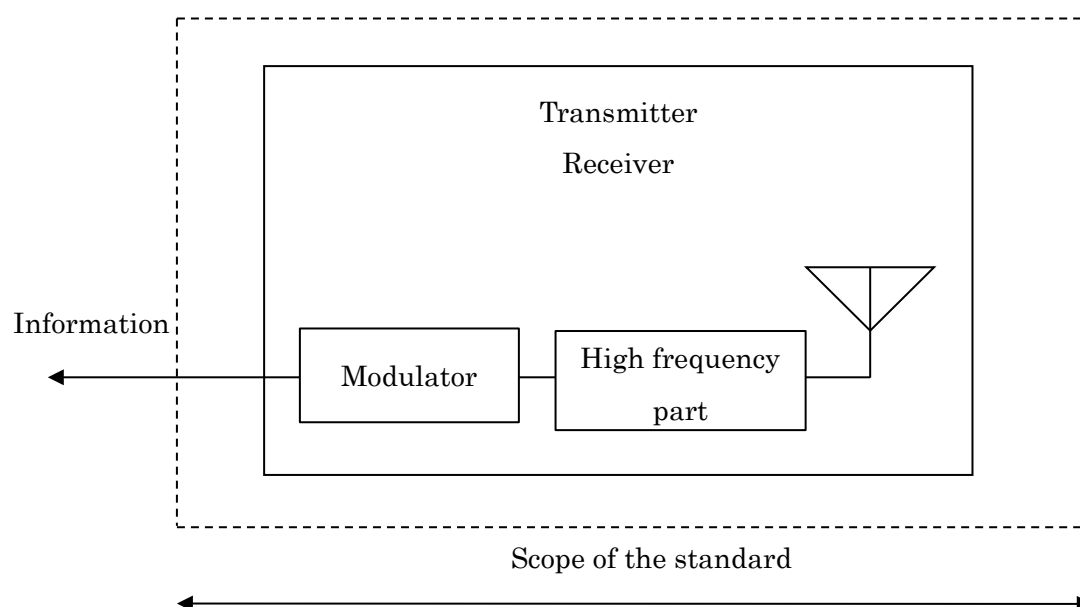 Transmitter
Receiver
Information
Modulator
High frequency
part
Scope of the standard